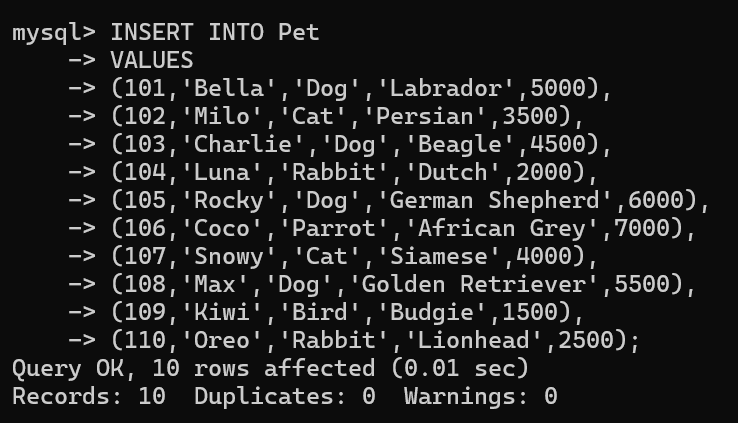 mysql> INSERT INTO Pet
    -> VALUES
    -> (101,'Bella','Dog','Labrador',5000),
    -> (102,'Milo','Cat','Persian',3500),
    -> (103,'Charlie','Dog','Beagle',4500),
    -> (104,'Luna','Rabbit','Dutch',2000),
    -> (105,'Rocky','Dog','German Shepherd',6000),
    -> (106,'Coco','Parrot','African Grey',7000),
    -> (107,'Snowy','Cat','Siamese',4000),
    -> (108,'Max','Dog','Golden Retriever',5500),
    -> (109,'Kiwi','Bird','Budgie',1500),
    -> (110,'Oreo','Rabbit','Lionhead',2500);
Query OK, 10 rows affected (0.01 sec)
Records: 10  Duplicates: 0  Warnings: 0